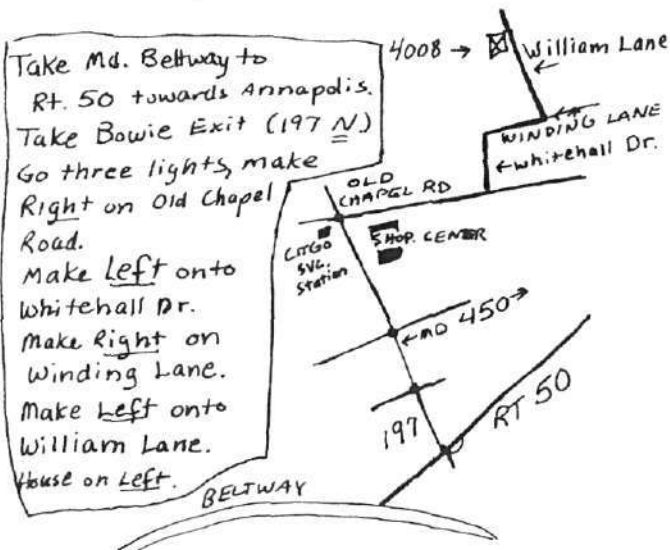 Take Md. Beltway to
Rt. 50 towards Annapolis.
Take Bowie Exit (197 N)
Go three lights, make
Right on Old Chapel
Road.
Make Left onto
Whitehall Dr.
Make Right on
Winding Lane.
Make Left onto
William Lane.
House on Left.
4008 →
William Lane
←
←
WINDING LANE
← Whitehall Dr.
OLD
CHAPEL RD
CITGO
SVC.
Station
SHOP. CENTER
← MD 450 →
197
RT 50
BELTWAY